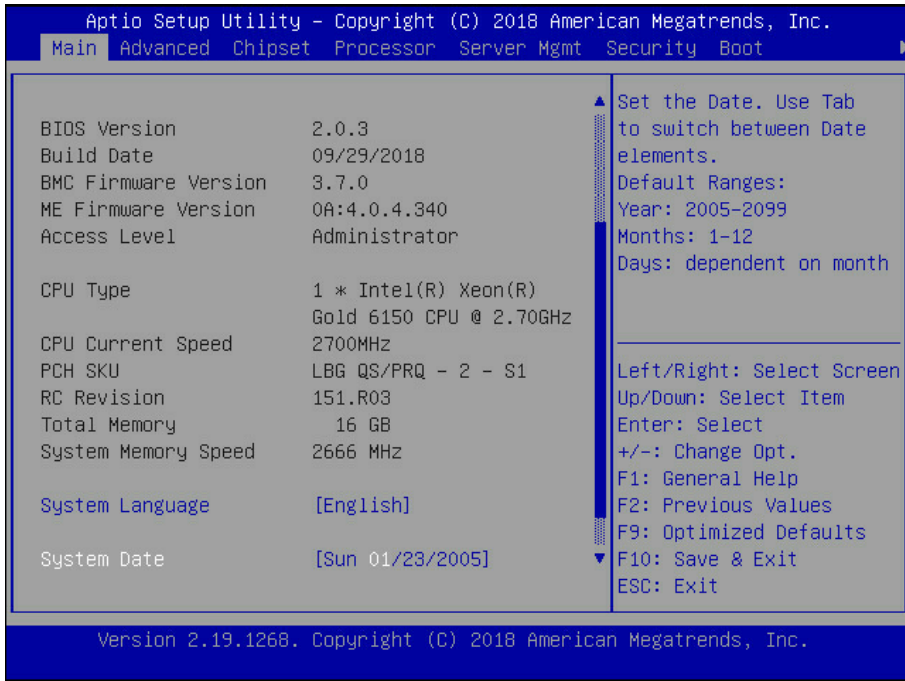 Aptio Setup Utility – Copyright (C) 2018 American Megatrends, Inc.
Main Advanced Chipset Processor Server Mgmt Security Boot
BIOS Version 2.0.3
Build Date 09/29/2018
BMC Firmware Version 3.7.0
ME Firmware Version 0A:4.0.4.340
Access Level Administrator
CPU Type 1 * Intel(R) Xeon(R)
Gold 6150 CPU @ 2.70GHz
CPU Current Speed 2700MHz
PCH SKU LBG QS/PRQ - 2 - S1
RC Revision 151.R03
Total Memory 16 GB
System Memory Speed 2666 MHz
System Language [English]
System Date [Sun 01/23/2005]
Set the Date. Use Tab
to switch between Date
elements.
Default Ranges:
Year: 2005-2099
Months: 1-12
Days: dependent on month
Left/Right: Select Screen
Up/Down: Select Item
Enter: Select
+/-: Change Opt.
F1: General Help
F2: Previous Values
F9: Optimized Defaults
F10: Save & Exit
ESC: Exit
Version 2.19.1268. Copyright (C) 2018 American Megatrends, Inc.